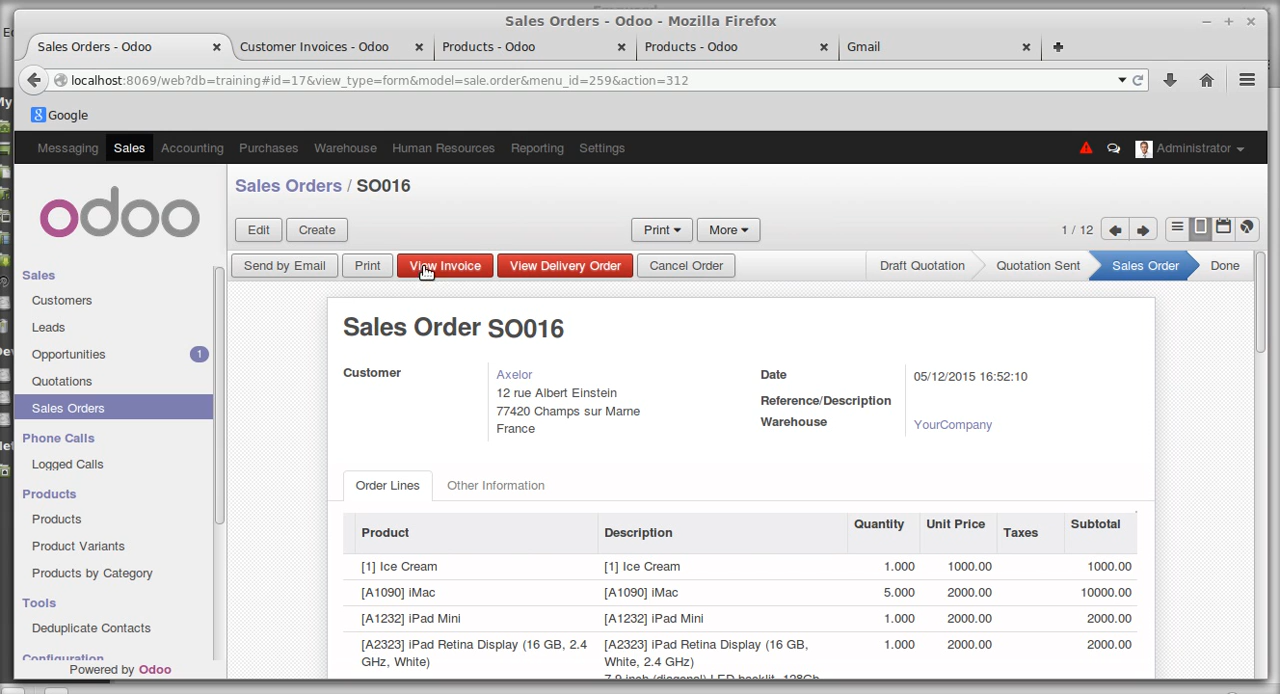 Sales Orders - Odoo - Mozilla Firefox
Sales Orders - Odoo
Customer Invoices - Odoo
Products - Odoo
Products - Odoo
Gmail
localhost:8069/web?db=training#id=17&view_type=form&model=sale.order&menu_id=259&action=312
Google
Messaging Sales Accounting Purchases Warehouse Human Resources Reporting Settings
Administrator
odoo
Sales
Customers
Leads
Opportunities 1
Quotations
Sales Orders
Phone Calls
Logged Calls
Products
Products
Product Variants
Products by Category
Tools
Deduplicate Contacts
Configuration
Powered by Odoo
Sales Orders / SO016
Edit Create Print More 1 / 12
Send by Email Print View Invoice View Delivery Order Cancel Order Draft Quotation Quotation Sent Sales Order Done
Sales Order SO016
Customer
Axelor
12 rue Albert Einstein
77420 Champs sur Marne
France
Date 05/12/2015 16:52:10
Reference/Description
Warehouse YourCompany
Order Lines Other Information
Product Description Quantity Unit Price Taxes Subtotal
[1] Ice Cream [1] Ice Cream 1.000 1000.00 1000.00
[A1090] iMac [A1090] iMac 5.000 2000.00 10000.00
[A1232] iPad Mini [A1232] iPad Mini 1.000 2000.00 2000.00
[A2323] iPad Retina Display (16 GB, 2.4 [A2323] iPad Retina Display (16 GB, 1.000 2000.00 2000.00
GHz, White) White, 2.4 GHz)